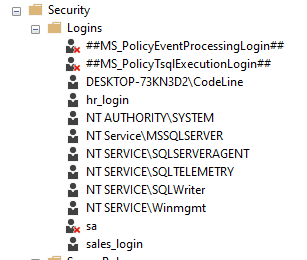 Security
Logins
##MS_PolicyEventProcessingLogin##
##MS_PolicyTsqlExecutionLogin##
DESKTOP-73KN3D2\CodeLine
hr_login
NT AUTHORITY\SYSTEM
NT Service\MSSQLSERVER
NT SERVICE\SQLSERVERAGENT
NT SERVICE\SQLTELEMETRY
NT SERVICE\SQLWriter
NT SERVICE\Winmgmt
sa
sales_login